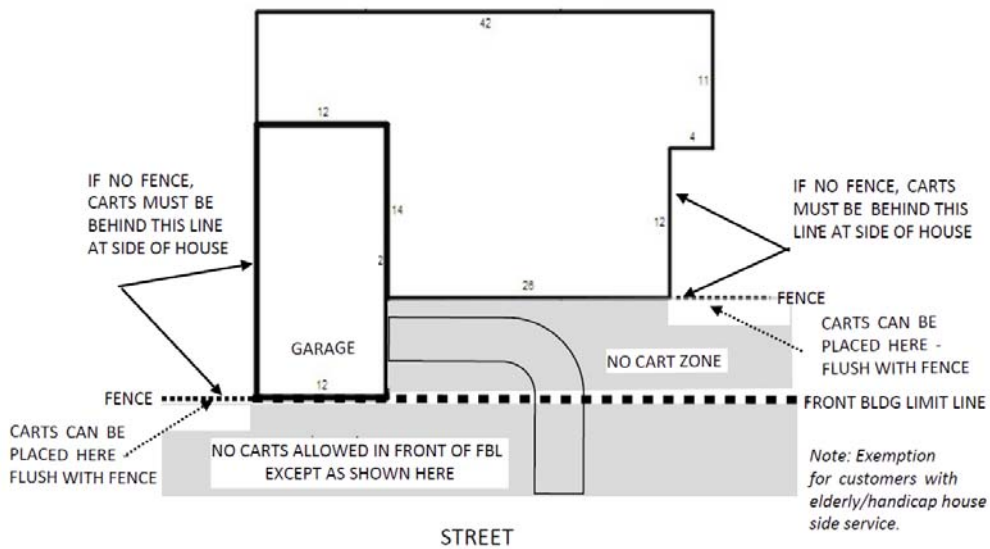 42
11
12
4
IF NO FENCE,
CARTS MUST BE
BEHIND THIS LINE
AT SIDE OF HOUSE
IF NO FENCE, CARTS
MUST BE BEHIND THIS
LINE AT SIDE OF HOUSE
14
12
2
26
FENCE
CARTS CAN BE
PLACED HERE -
FLUSH WITH FENCE
GARAGE
NO CART ZONE
12
FENCE
FRONT BLDG LIMIT LINE
CARTS CAN BE
PLACED HERE -
FLUSH WITH FENCE
NO CARTS ALLOWED IN FRONT OF FBL
EXCEPT AS SHOWN HERE
Note: Exemption
for customers with
elderly/handicap house
side service.
STREET